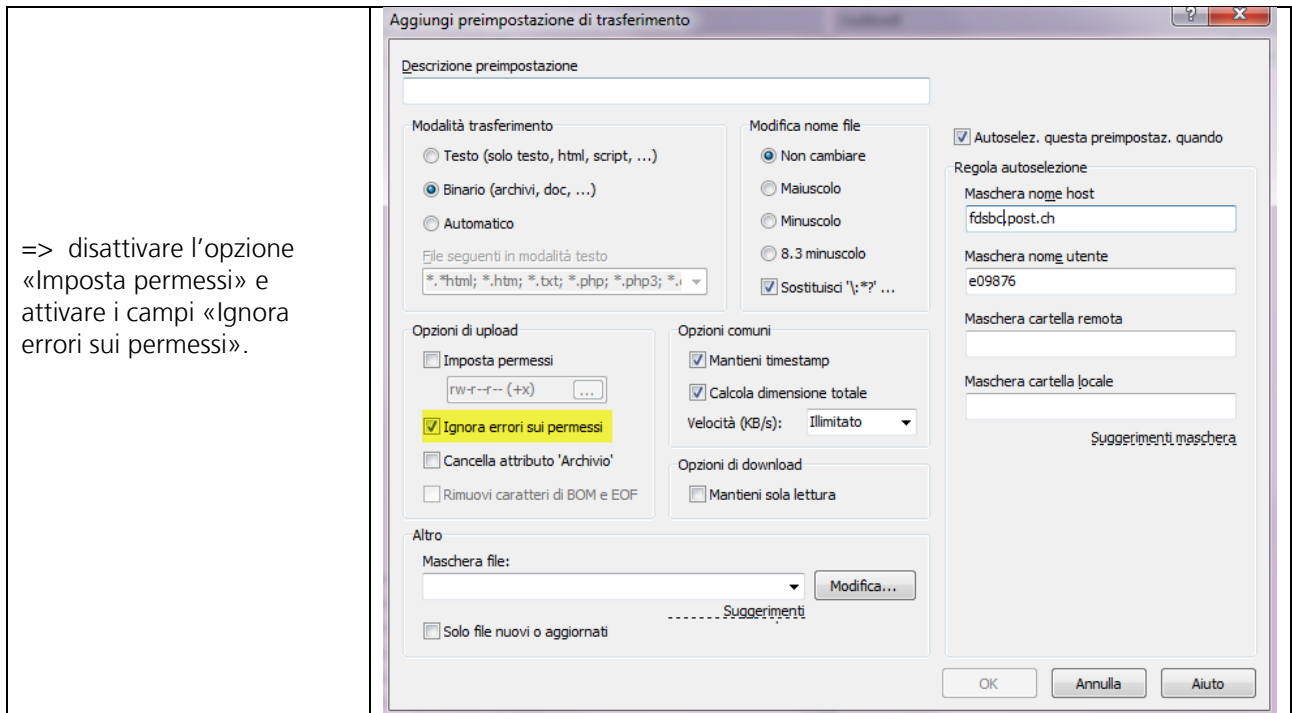 => disattivare l'opzione
«Imposta permessi» e
attivare i campi «Ignora
errori sui permessi».
Aggiungi preimpostazione di trasferimento
Descrizione preimpostazione
Modalità trasferimento
Testo (solo testo, html, script, ...)
Binario (archivi, doc, ...)
Automatico
File seguenti in modalità testo
*.*html; *.htm; *.txt; *.php; *.php3; *.
Modifica nome file
Non cambiare
Maiuscolo
Minuscolo
8.3 minuscolo
Sostituisci '\:*?' ...
Autoselez. questa preimpostaz. quando
Regola autoselezione
Maschera nome host
fdsbc.post.ch
Maschera nome utente
e09876
Maschera cartella remota
Maschera cartella locale
Suggerimenti maschera
Opzioni di upload
Imposta permessi
rw-r--r-- (+x) ...
Ignora errori sui permessi
Cancella attributo 'Archivio'
Rimuovi caratteri di BOM e EOF
Opzioni comuni
Mantieni timestamp
Calcola dimensione totale
Velocità (KB/s): Illimitato
Opzioni di download
Mantieni sola lettura
Altro
Maschera file:
Modifica...
Suggerimenti
Solo file nuovi o aggiornati
OK Annulla Aiuto